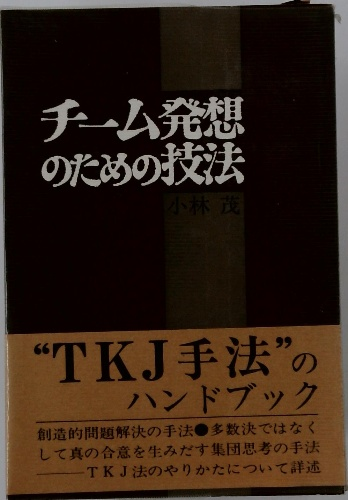 チーム発想
のための技法
小林 茂
“TKJ手法”の
ハンドブック
創造的問題解決の手法●多数決ではなく
して真の合意を生みだす集団思考の手法
——TKJ法のやりかたについて詳述